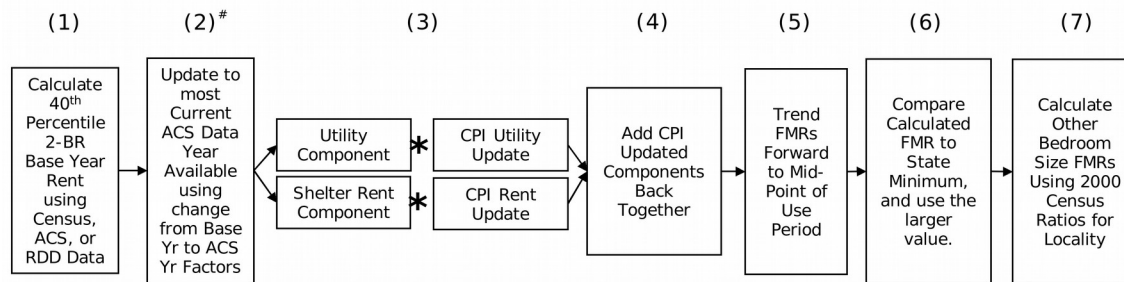 (1)
(2)#
(3)
(4)
(5)
(6)
(7)
Calculate
40th
Percentile
2-BR
Base Year
Rent
using
Census,
ACS, or
RDD Data
Update to
most
Current
ACS Data
Year
Available
using
change
from Base
Yr to ACS
Yr Factors
Utility
Component
*
CPI Utility
Update
Shelter Rent
Component
*
CPI Rent
Update
Add CPI
Updated
Components
Back
Together
Trend
FMRs
Forward
to Mid-
Point of
Use
Period
Compare
Calculated
FMR to
State
Minimum,
and use the
larger
value.
Calculate
Other
Bedroom
Size FMRs
Using 2000
Census
Ratios for
Locality